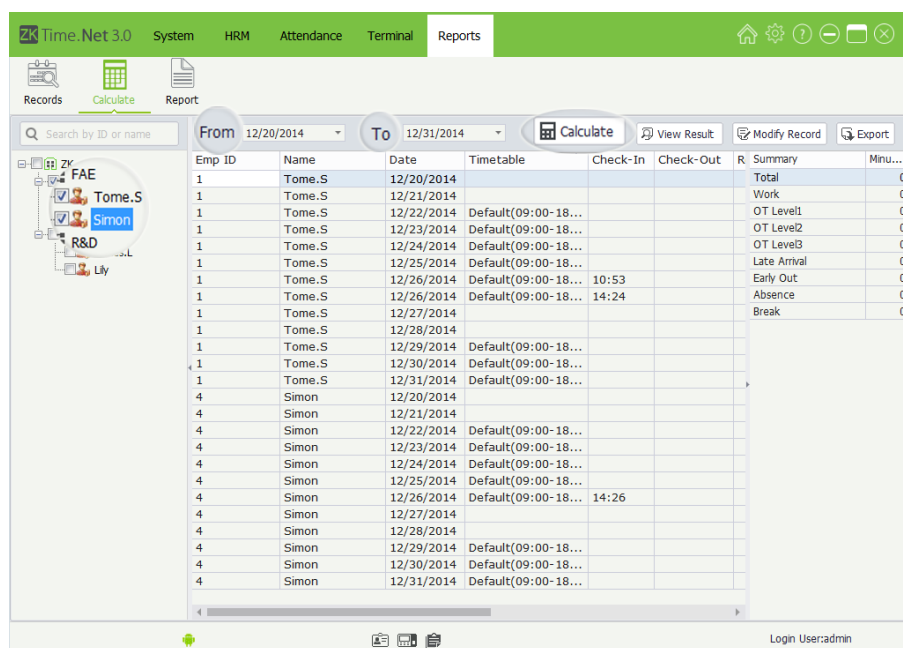 ZKTime.Net 3.0 System HRM Attendance Terminal Reports
Records Calculate Report
Search by ID or name From 12/20/2014 To 12/31/2014 Calculate View Result Modify Record Export
ZK
FAE
Tome.S
Simon
R&D
Lily
Emp ID Name Date Timetable Check-In Check-Out R
1 Tome.S 12/20/2014
1 Tome.S 12/21/2014
1 Tome.S 12/22/2014 Default(09:00-18...
1 Tome.S 12/23/2014 Default(09:00-18...
1 Tome.S 12/24/2014 Default(09:00-18...
1 Tome.S 12/25/2014 Default(09:00-18...
1 Tome.S 12/26/2014 Default(09:00-18... 10:53
1 Tome.S 12/26/2014 Default(09:00-18... 14:24
1 Tome.S 12/27/2014
1 Tome.S 12/28/2014
1 Tome.S 12/29/2014 Default(09:00-18...
1 Tome.S 12/30/2014 Default(09:00-18...
1 Tome.S 12/31/2014 Default(09:00-18...
4 Simon 12/20/2014
4 Simon 12/21/2014
4 Simon 12/22/2014 Default(09:00-18...
4 Simon 12/23/2014 Default(09:00-18...
4 Simon 12/24/2014 Default(09:00-18...
4 Simon 12/25/2014 Default(09:00-18...
4 Simon 12/26/2014 Default(09:00-18... 14:26
4 Simon 12/27/2014
4 Simon 12/28/2014
4 Simon 12/29/2014 Default(09:00-18...
4 Simon 12/30/2014 Default(09:00-18...
4 Simon 12/31/2014 Default(09:00-18...
Summary Minu...
Total 0
Work 0
OT Level1 0
OT Level2 0
OT Level3 0
Late Arrival 0
Early Out 0
Absence 0
Break 0
Login User:admin